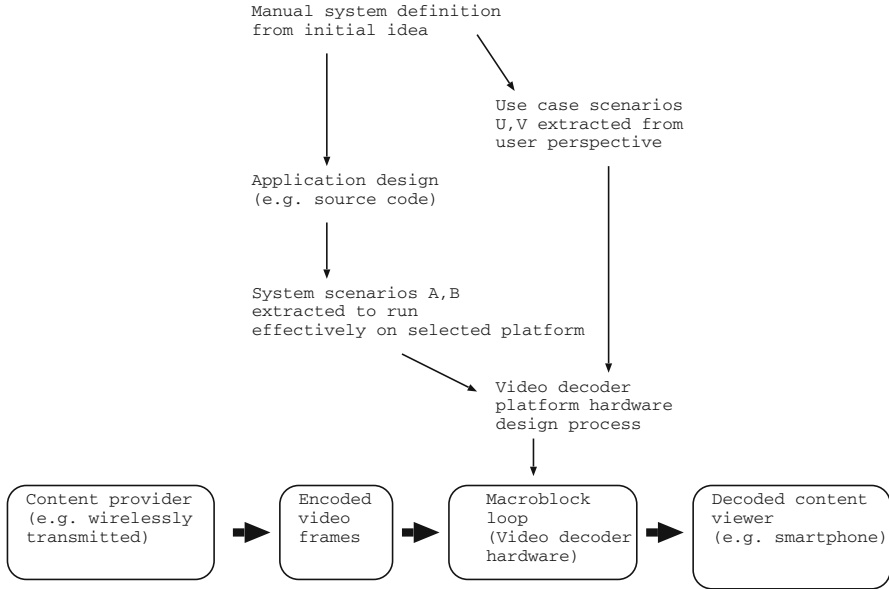 Manual system definition
from initial idea
Use case scenarios
U,V extracted from
user perspective
Application design
(e.g. source code)
System scenarios A,B
extracted to run
effectively on selected platform
Video decoder
platform hardware
design process
Content provider
(e.g. wirelessly
transmitted)
Encoded
video
frames
Macroblock
loop
(Video decoder
hardware)
Decoded content
viewer
(e.g. smartphone)